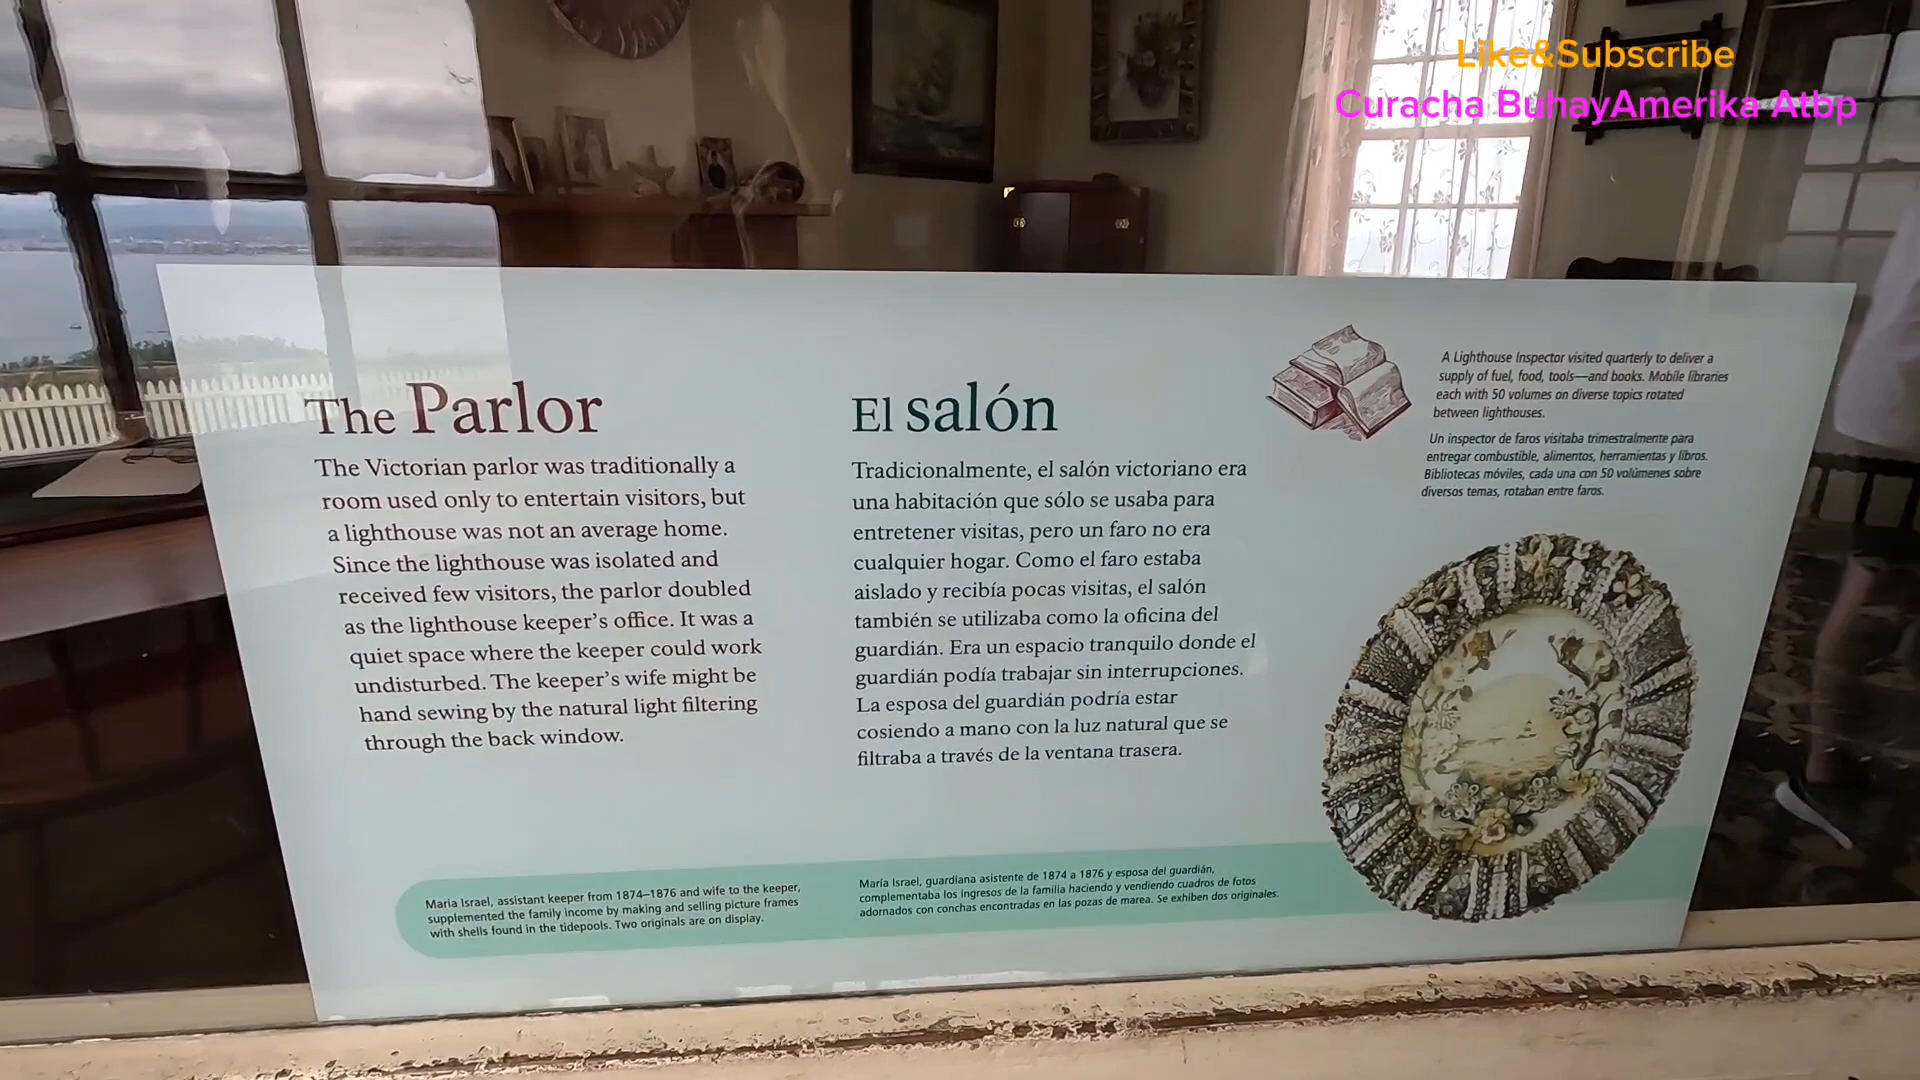 Like&Subscribe
Curacha BuhayAmerika Atbp
The Parlor
The Victorian parlor was traditionally a
room used only to entertain visitors, but
a lighthouse was not an average home.
Since the lighthouse was isolated and
received few visitors, the parlor doubled
as the lighthouse keeper's office. It was a
quiet space where the keeper could work
undisturbed. The keeper's wife might be
hand sewing by the natural light filtering
through the back window.
El salón
Tradicionalmente, el salón victoriano era
una habitación que sólo se usaba para
entretener visitas, pero un faro no era
cualquier hogar. Como el faro estaba
aislado y recibía pocas visitas, el salón
también se utilizaba como la oficina del
guardián. Era un espacio tranquilo donde el
guardián podía trabajar sin interrupciones.
La esposa del guardián podría estar
cosiendo a mano con la luz natural que se
filtraba a través de la ventana trasera.
A Lighthouse Inspector visited quarterly to deliver a
supply of fuel, food, tools—and books. Mobile libraries
each with 50 volumes on diverse topics rotated
between lighthouses.
Un inspector de faros visitaba trimestralmente para
entregar combustible, alimentos, herramientas y libros.
Bibliotecas móviles, cada una con 50 volúmenes sobre
diversos temas, rotaban entre faros.
Maria Israel, assistant keeper from 1874–1876 and wife to the keeper,
supplemented the family income by making and selling picture frames
with shells found in the tidepools. Two originals are on display.
María Israel, guardiana asistente de 1874 a 1876 y esposa del guardián,
complementaba los ingresos de la familia haciendo y vendiendo cuadros de fotos
adornados con conchas encontradas en las pozas de marea. Se exhiben dos originales.